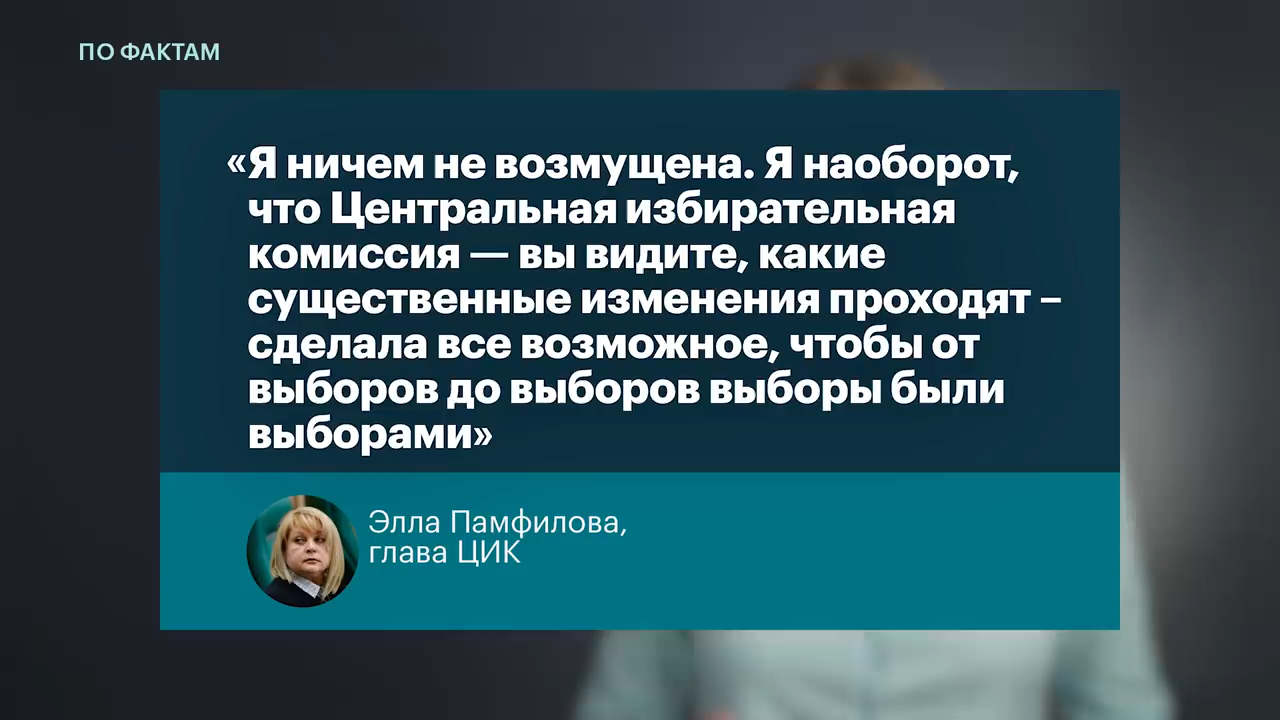 ПО ФАКТАМ
«Я ничем не возмущена. Я наоборот,
что Центральная избирательная
комиссия — вы видите, какие
существенные изменения проходят –
сделала все возможное, чтобы от
выборов до выборов выборы были
выборами»
Элла Памфилова,
глава ЦИК